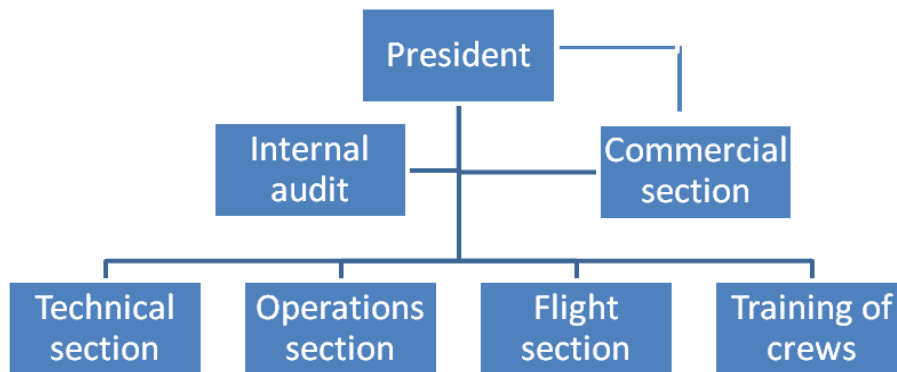 President
Internal
audit
Commercial
section
Technical
section
Operations
section
Flight
section
Training of
crews